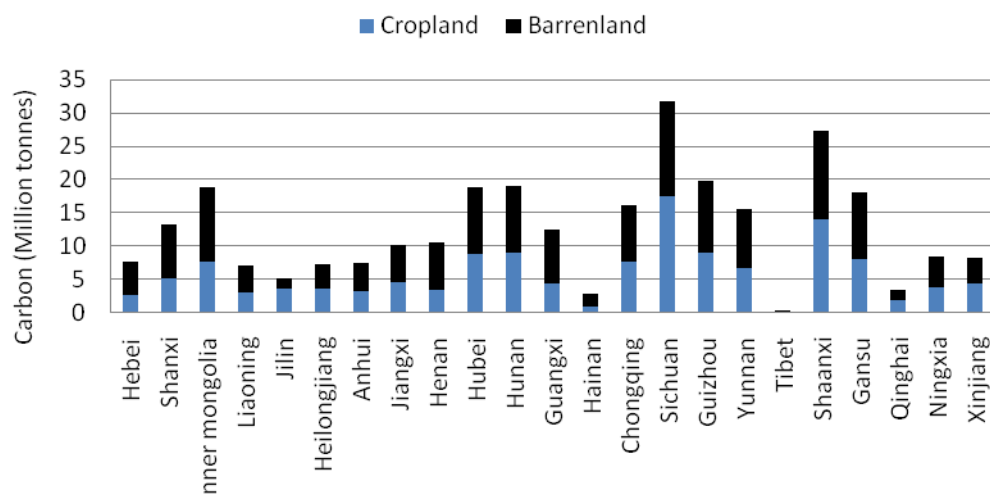 Cropland Barrenland
Carbon (Million tonnes)
35
30
25
20
15
10
5
0
Hebei
Shanxi
nner mongolia
Liaoning
Jilin
Heilongjiang
Anhui
Jiangxi
Henan
Hubei
Hunan
Guangxi
Hainan
Chongqing
Sichuan
Guizhou
Yunnan
Tibet
Shaanxi
Gansu
Qinghai
Ningxia
Xinjiang